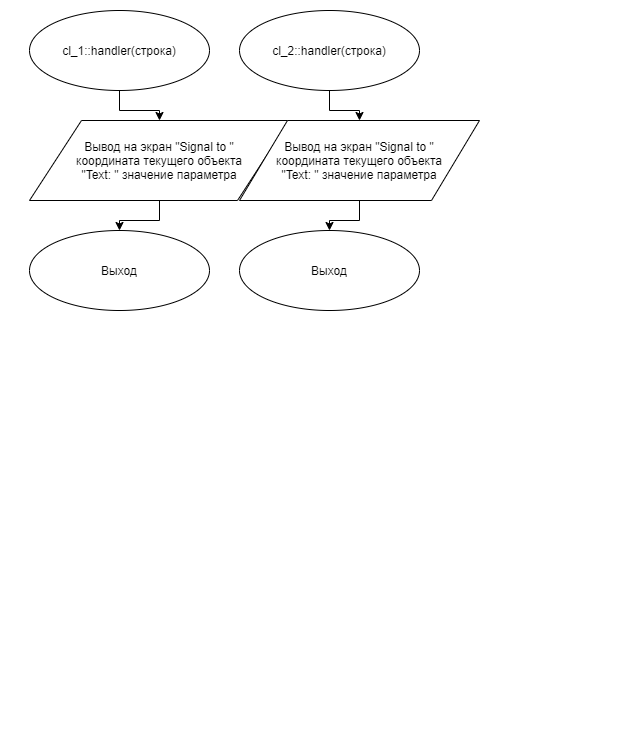 cl_1::handler(строка)
Вывод на экран "Signal to "
координата текущего объекта
"Text: " значение параметра
Выход
cl_2::handler(строка)
Вывод на экран "Signal to "
координата текущего объекта
"Text: " значение параметра
Выход